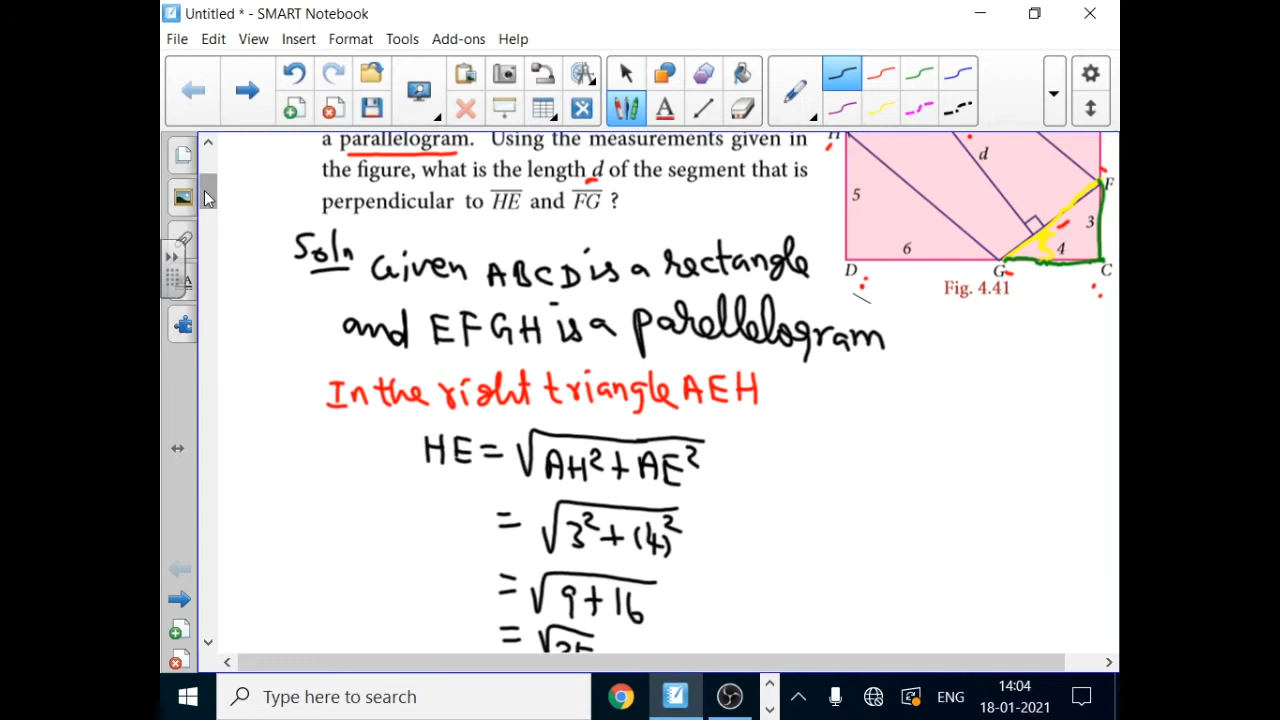 Untitled * - SMART Notebook
File Edit View Insert Format Tools Add-ons Help
a parallelogram. Using the measurements given in
the figure, what is the length d of the segment that is
perpendicular to HE and FG ?
d
F
5
3
6
4
D
G
C
Fig. 4.41
Soln Given ABCD is a rectangle
and EFGH is a parellelogram
In the right triangle AEH
HE = √AH² + AE²
= √3² + (4)²
= √9 + 16
= √25
Type here to search
ENG
14:04
18-01-2021